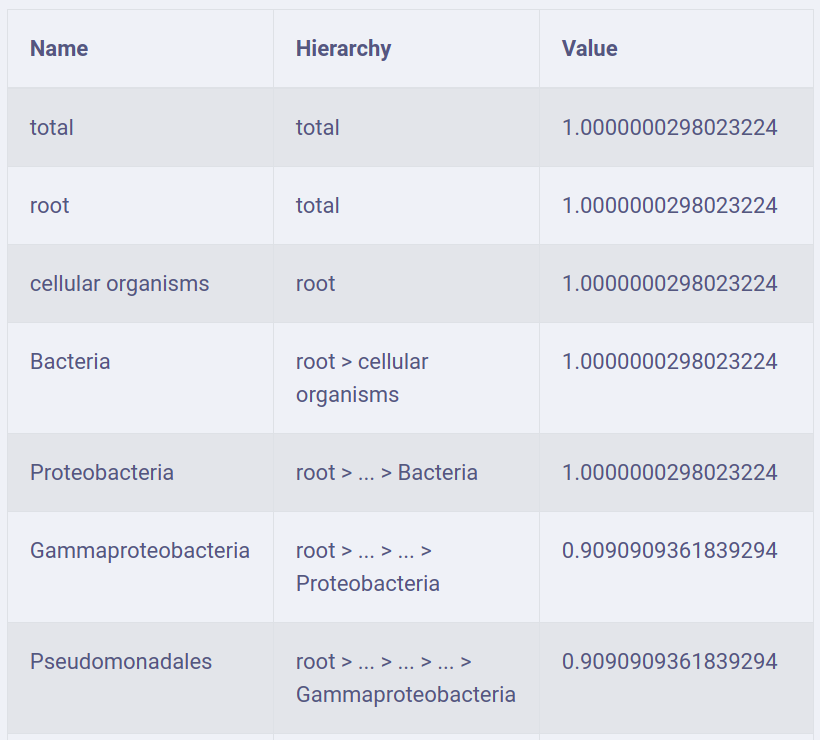 Name Hierarchy Value
total total 1.0000000298023224
root total 1.0000000298023224
cellular organisms root 1.0000000298023224
Bacteria root > cellular 1.0000000298023224
organisms
Proteobacteria root > ... > Bacteria 1.0000000298023224
Gammaproteobacteria root > ... > ... > 0.9090909361839294
Proteobacteria
Pseudomonadales root > ... > ... > ... > 0.9090909361839294
Gammaproteobacteria